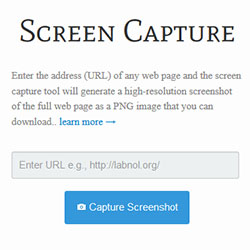 Screen Capture
Enter the address (URL) of any web page and the screen
capture tool will generate a high-resolution screenshot
of the full web page as a PNG image that you can
download.. learn more →
Enter URL e.g., http://labnol.org/
Capture Screenshot